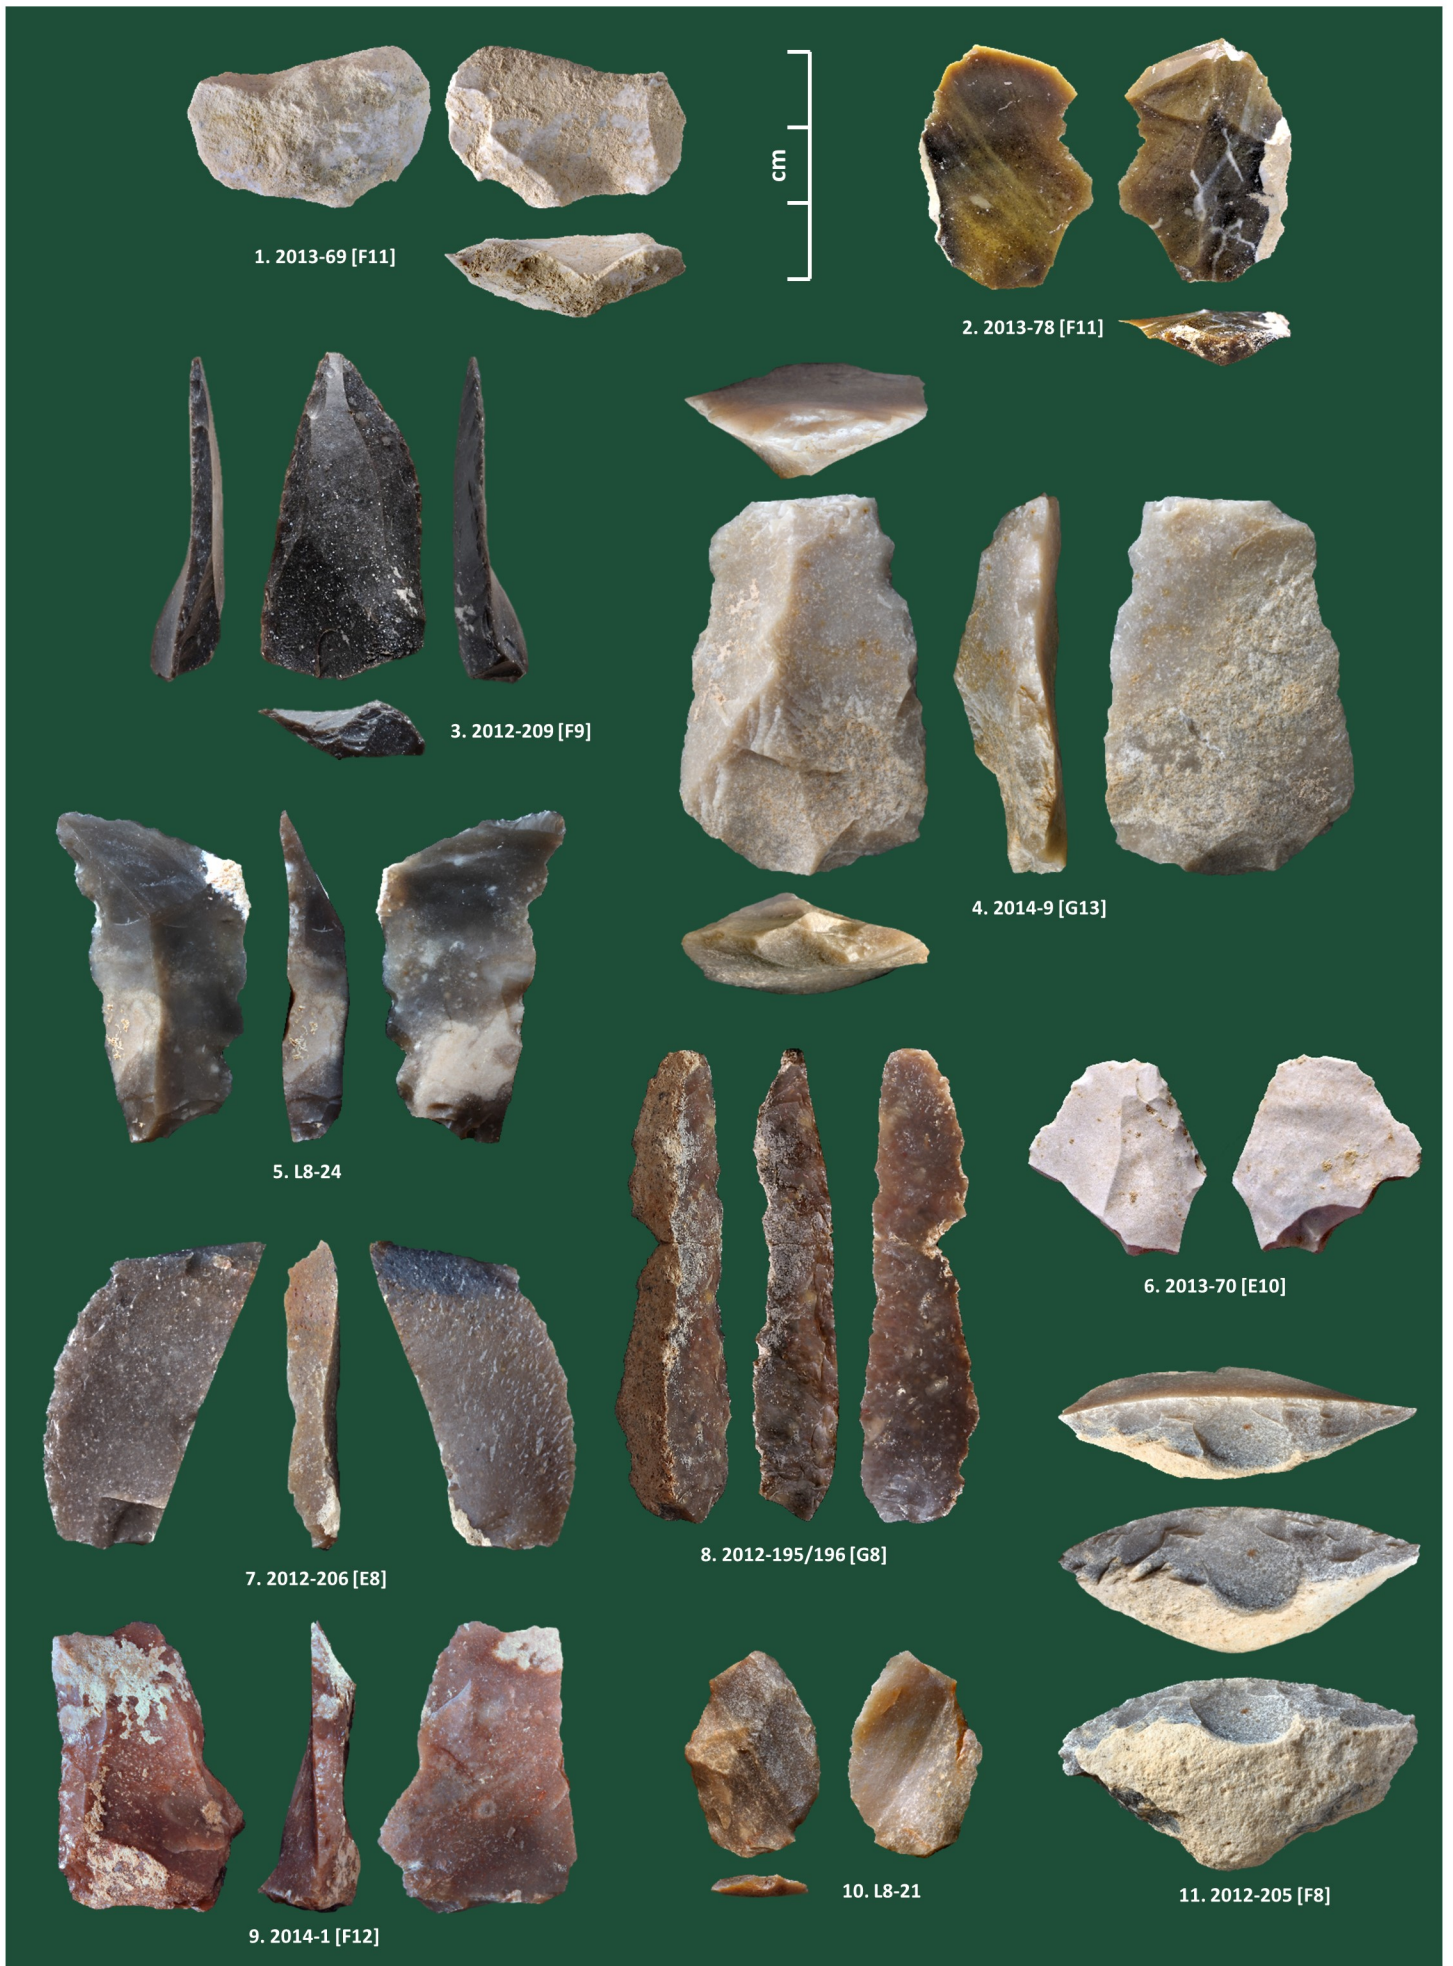 cm
1. 2013-69 [F11]
2. 2013-78 [F11]
3. 2012-209 [F9]
4. 2014-9 [G13]
5. L8-24
6. 2013-70 [E10]
7. 2012-206 [E8]
8. 2012-195/196 [G8]
9. 2014-1 [F12]
10. L8-21
11. 2012-205 [F8]